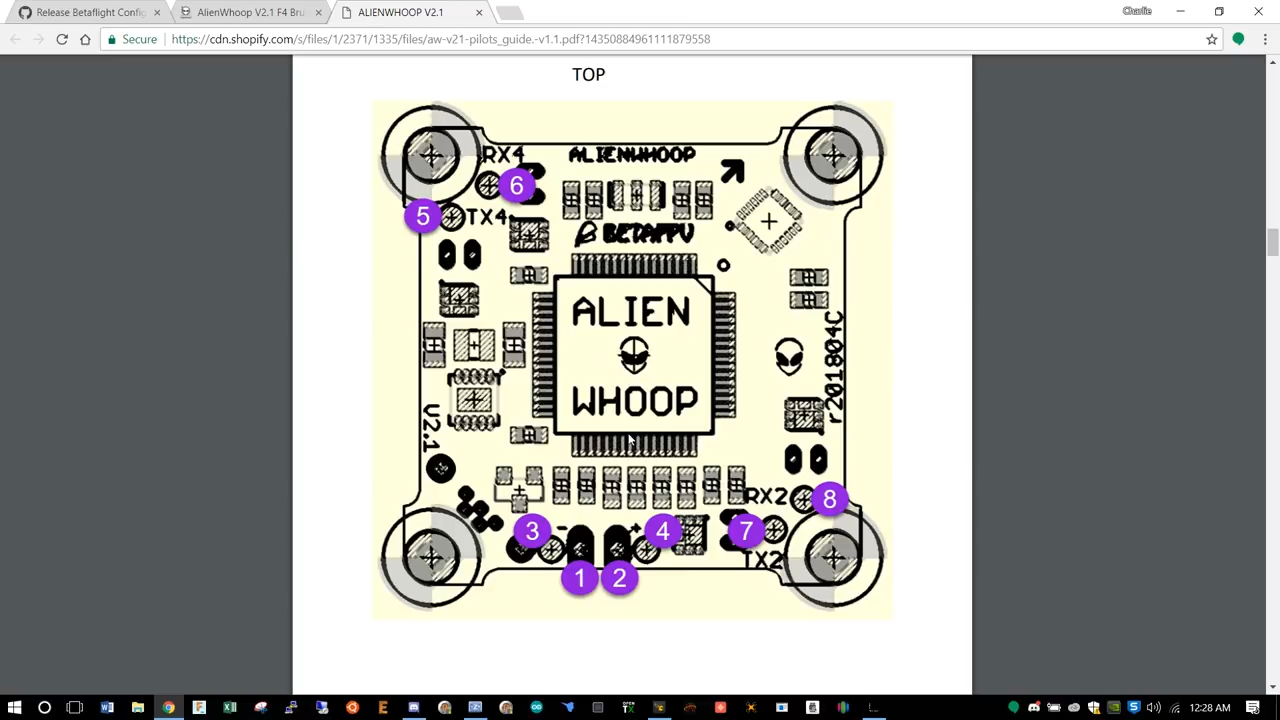 Release Betaflight Config
AlienWhoop V2.1 F4 Bru
ALIENWHOOP V2.1
Charlie
Secure
https://cdn.shopify.com/s/files/1/2371/1335/files/aw-v21-pilots_guide.-v1.1.pdf?14350884961111879558
TOP
RX4
ALIENWHOOP
6
5
TX4
BETAFPV
ALIEN
WHOOP
r201804C
V2.1
RX2
8
3
-
+
4
7
TX2
1
2
12:28 AM